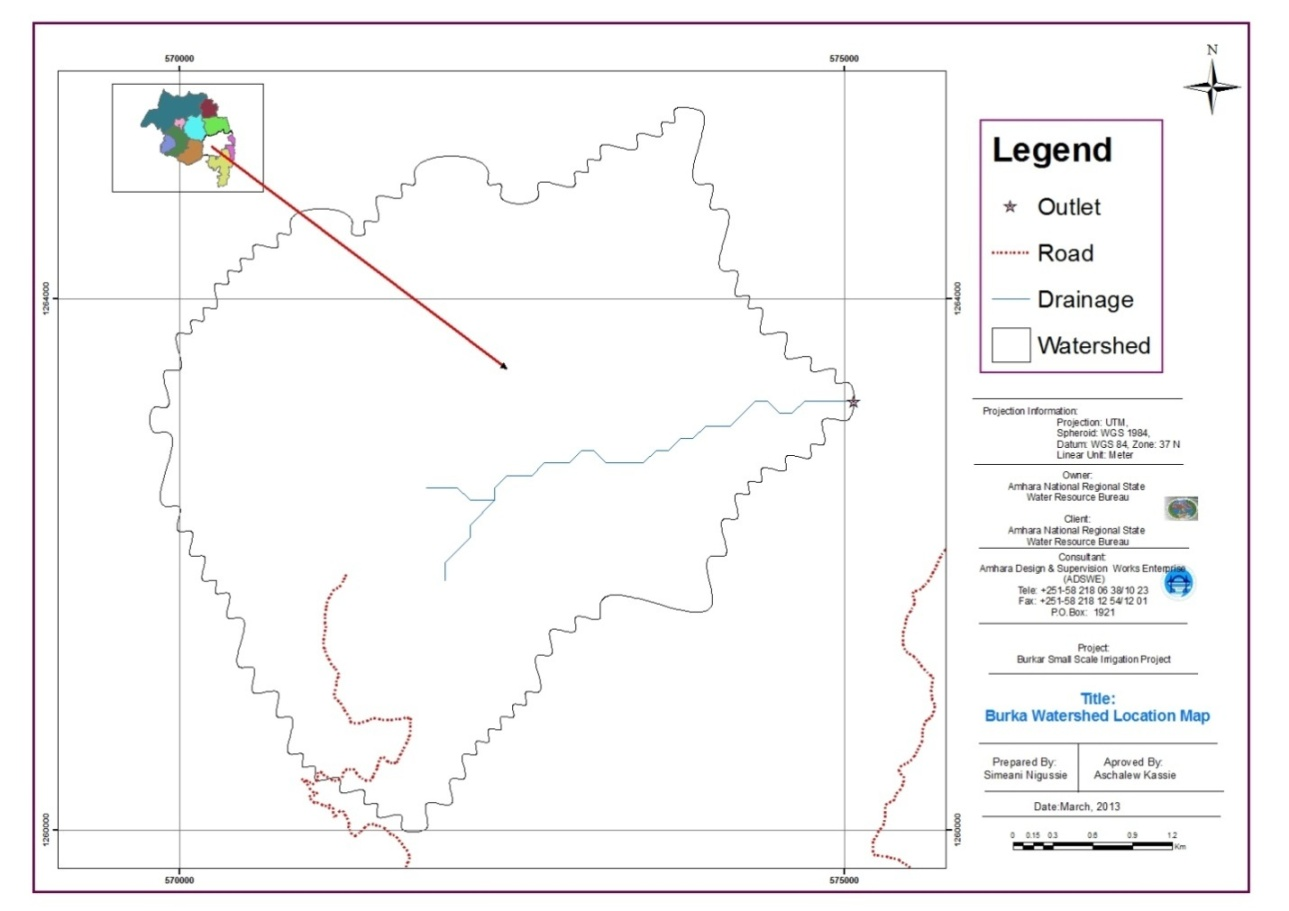 570000
575000
N
1264000
1264000
1260000
1260000
570000
575000
Legend
Outlet
Road
Drainage
Watershed
Projection Information:
Projection: UTM,
Spheroid: WGS 1984,
Datum: WGS 84, Zone: 37 N
Linear Unit: Meter
Owner:
Amhara National Regional State
Water Resource Bureau
Client:
Amhara National Regional State
Water Resource Bureau
Consultant:
Amhara Design & Supervision Works Enterprise
(ADSWE)
Tele: +251-58 218 06 38/10 23
Fax: +251-58 218 12 54/12 01
P.O.Box: 1921
Project:
Burkar Small Scale Irrigation Project
Title:
Burka Watershed Location Map
Prepared By:
Simeani Nigussie
Aproved By:
Aschalew Kassie
Date:March, 2013
0 0.15 0.3 0.6 0.9 1.2
Km